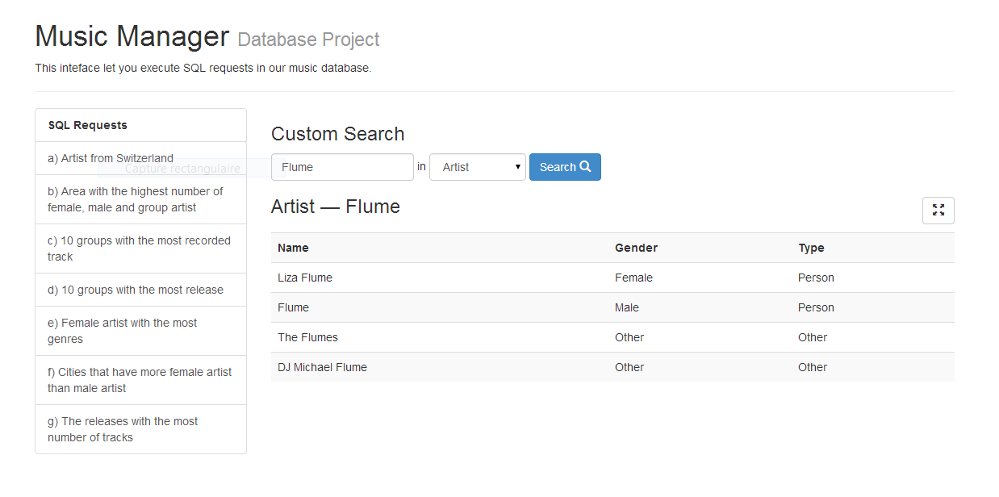 Music Manager Database Project
This inteface let you execute SQL requests in our music database.
SQL Requests
a) Artist from Switzerland
Capture rectangulaire
b) Area with the highest number of
female, male and group artist
c) 10 groups with the most recorded
track
d) 10 groups with the most release
e) Female artist with the most
genres
f) Cities that have more female artist
than male artist
g) The releases with the most
number of tracks
Custom Search
Flume in Artist Search
Artist — Flume
Name Gender Type
Liza Flume Female Person
Flume Male Person
The Flumes Other Other
DJ Michael Flume Other Other